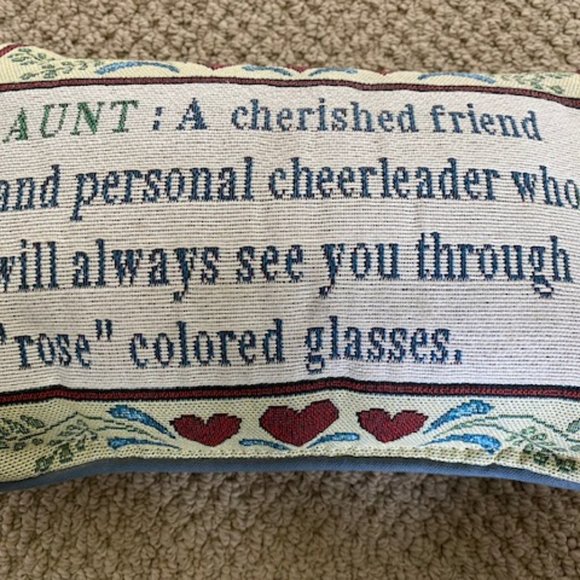 AUNT: A cherished friend
and personal cheerleader who
will always see you through
"rose" colored glasses.